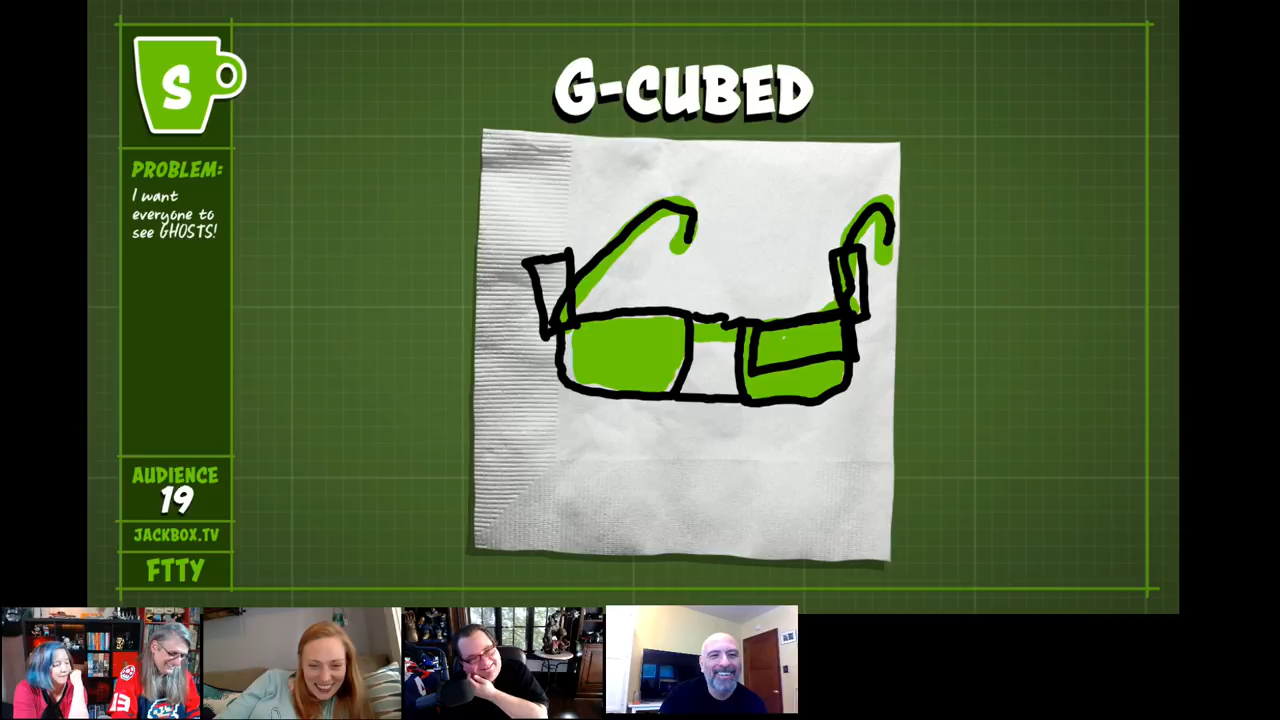 S
G-CUBED
PROBLEM:
I want
everyone to
see GHOSTS!
AUDIENCE
19
JACKBOX.TV
FTTY